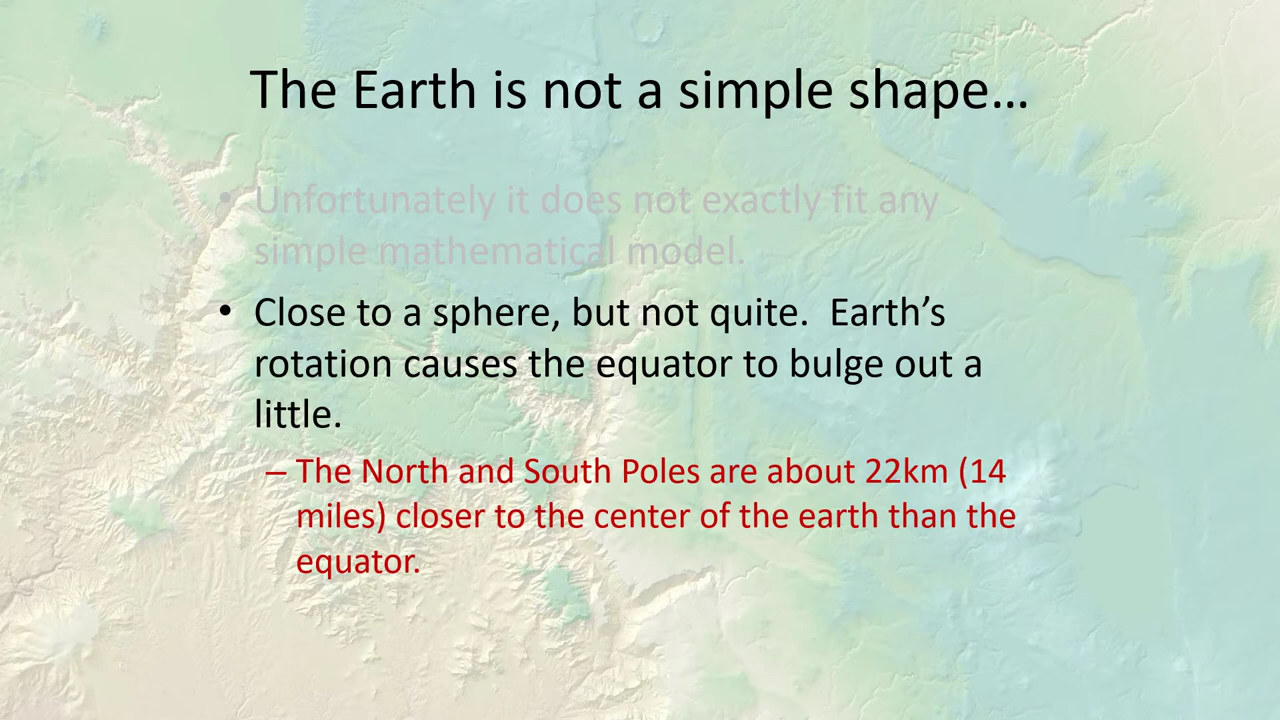 The Earth is not a simple shape…
• Unfortunately it does not exactly fit any
simple mathematical model.
• Close to a sphere, but not quite.  Earth’s
rotation causes the equator to bulge out a
little.
– The North and South Poles are about 22km (14
miles) closer to the center of the earth than the
equator.